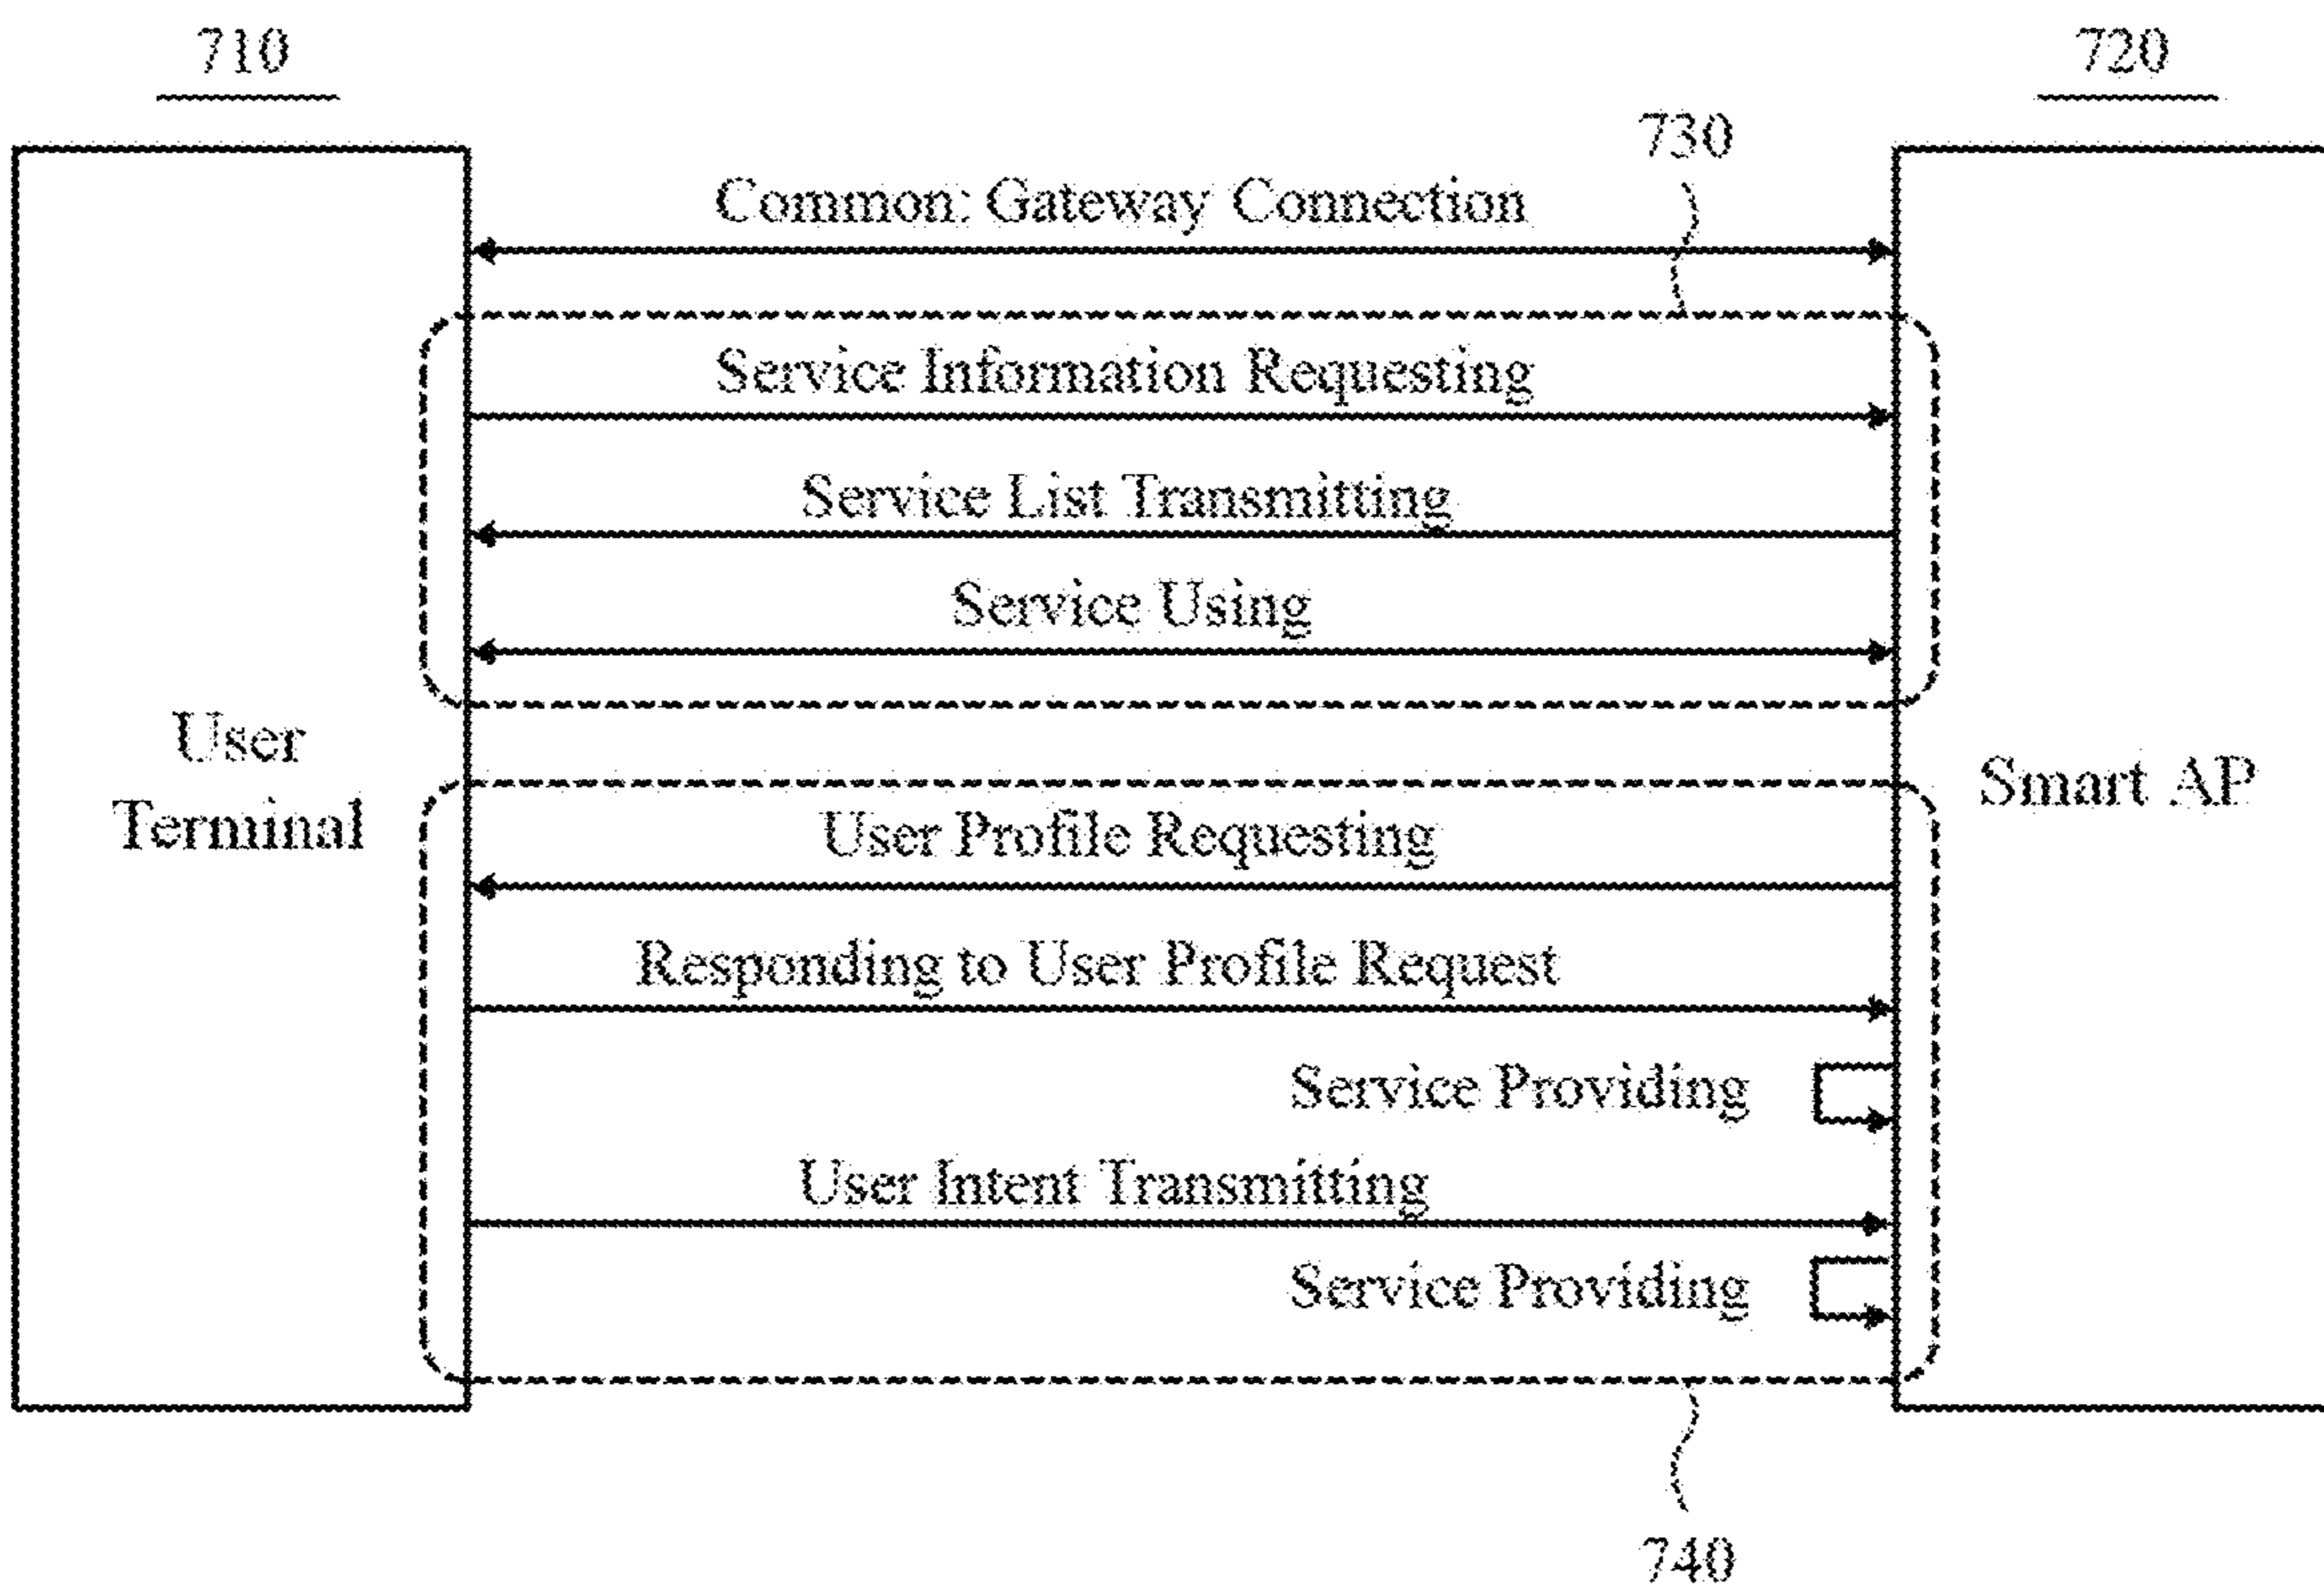 710
720
730
Common: Gateway Connection
Service Information Requesting
Service List Transmitting
Service Using
User
Terminal
Smart AP
User Profile Requesting
Responding to User Profile Request
Service Providing
User Intent Transmitting
Service Providing
740